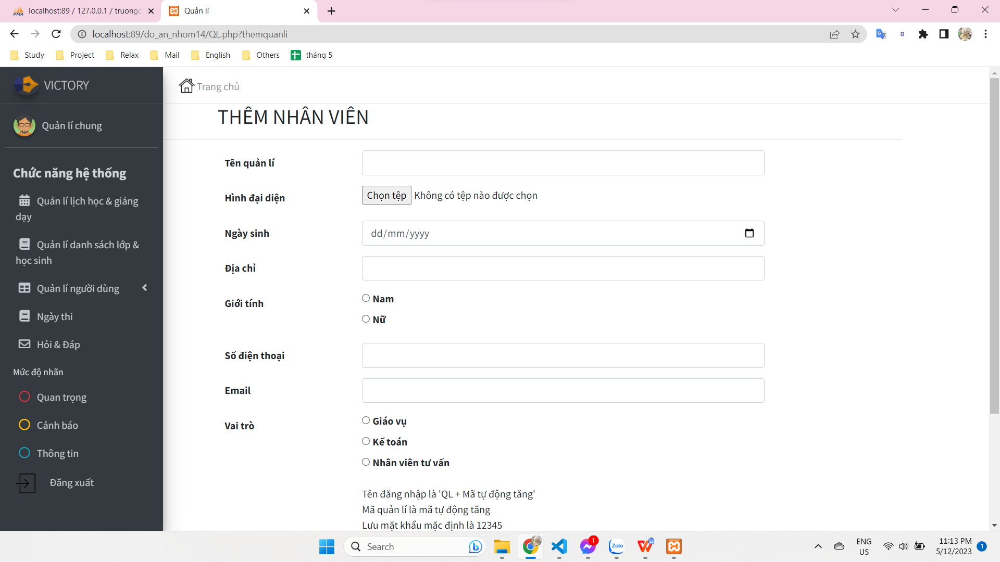 localhost:89 / 127.0.0.1 / truongc
Quản lí
localhost:89/do_an_nhom14/QL.php?themquanli
Study
Project
Relax
Mail
English
Others
tháng 5
VICTORY
Trang chủ
Quản lí chung
THÊM NHÂN VIÊN
Chức năng hệ thống
Quản lí lịch học & giảng
dạy
Quản lí danh sách lớp &
học sinh
Quản lí người dùng
Ngày thi
Hỏi & Đáp
Mức độ nhãn
Quan trọng
Cảnh báo
Thông tin
Đăng xuất
Tên quản lí
Hình đại diện
Chọn tệp Không có tệp nào được chọn
Ngày sinh
dd/mm/yyyy
Địa chỉ
Giới tính
Nam
Nữ
Số điện thoại
Email
Vai trò
Giáo vụ
Kế toán
Nhân viên tư vấn
Tên đăng nhập là 'QL + Mã tự động tăng'
Mã quản lí là mã tự động tăng
Lưu mật khẩu mặc định là 12345
Search
1
Zalo
ENG
US
11:13 PM
5/12/2023
1